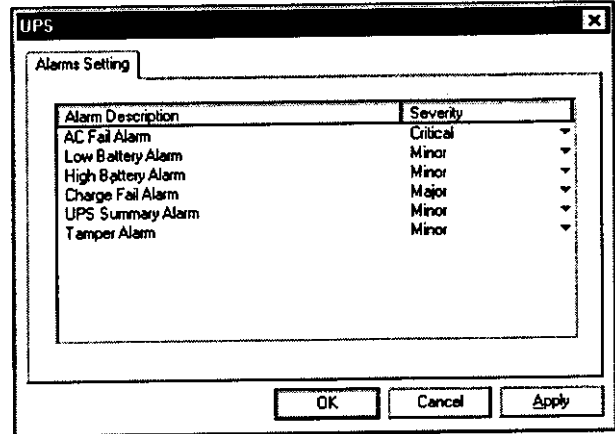 UPS
Alarms Setting
Alarm Description Severity
AC Fail Alarm Critical
Low Battery Alarm Minor
High Battery Alarm Minor
Charge Fail Alarm Major
UPS Summary Alarm Minor
Tamper Alarm Minor
OK Cancel Apply